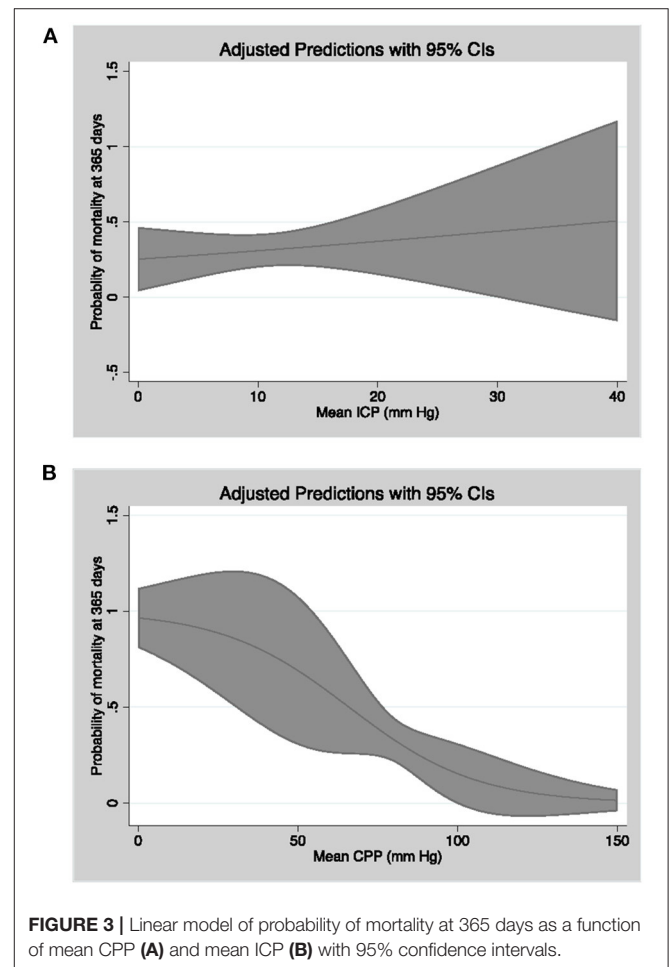 A
Adjusted Predictions with 95% CIs
Probablity of mortality at 365 days
1.5
1
.5
0
-.5
0 10 20 30 40
Mean ICP (mm Hg)
B
Adjusted Predictions with 95% CIs
Probability of mortality at 365 days
1.5
1
.5
0
0 50 100 150
Mean CPP (mm Hg)
FIGURE 3 | Linear model of probability of mortality at 365 days as a function
of mean CPP (A) and mean ICP (B) with 95% confidence intervals.